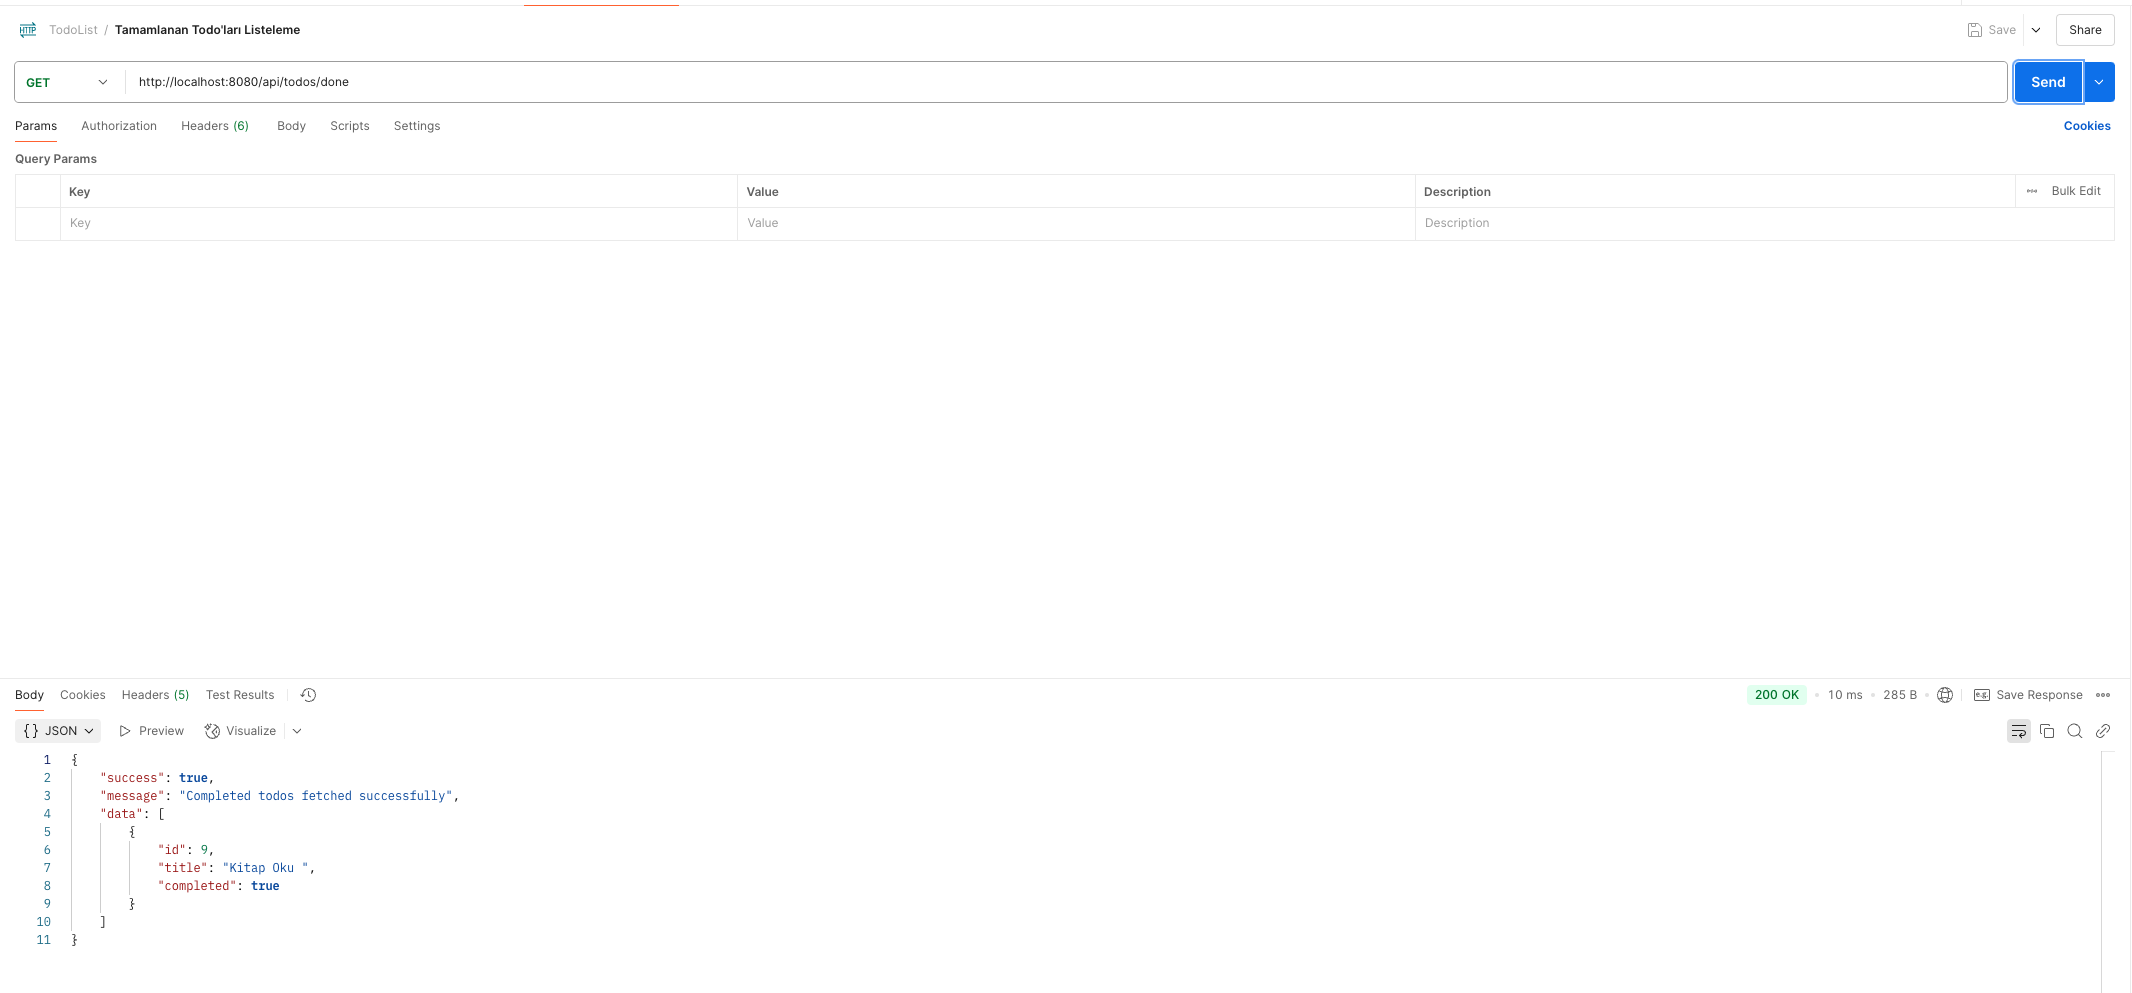 HTTP TodoList / Tamamlanan Todo'ları Listeleme Save Share
GET http://localhost:8080/api/todos/done Send
Params Authorization Headers (6) Body Scripts Settings Cookies
Query Params
Key Value Description Bulk Edit
Key Value Description
Body Cookies Headers (5) Test Results 200 OK • 10 ms • 285 B • e.g. Save Response
{} JSON Preview Visualize
1 {
2 "success": true,
3 "message": "Completed todos fetched successfully",
4 "data": [
5 {
6 "id": 9,
7 "title": "Kitap Oku ",
8 "completed": true
9 }
10 ]
11 }